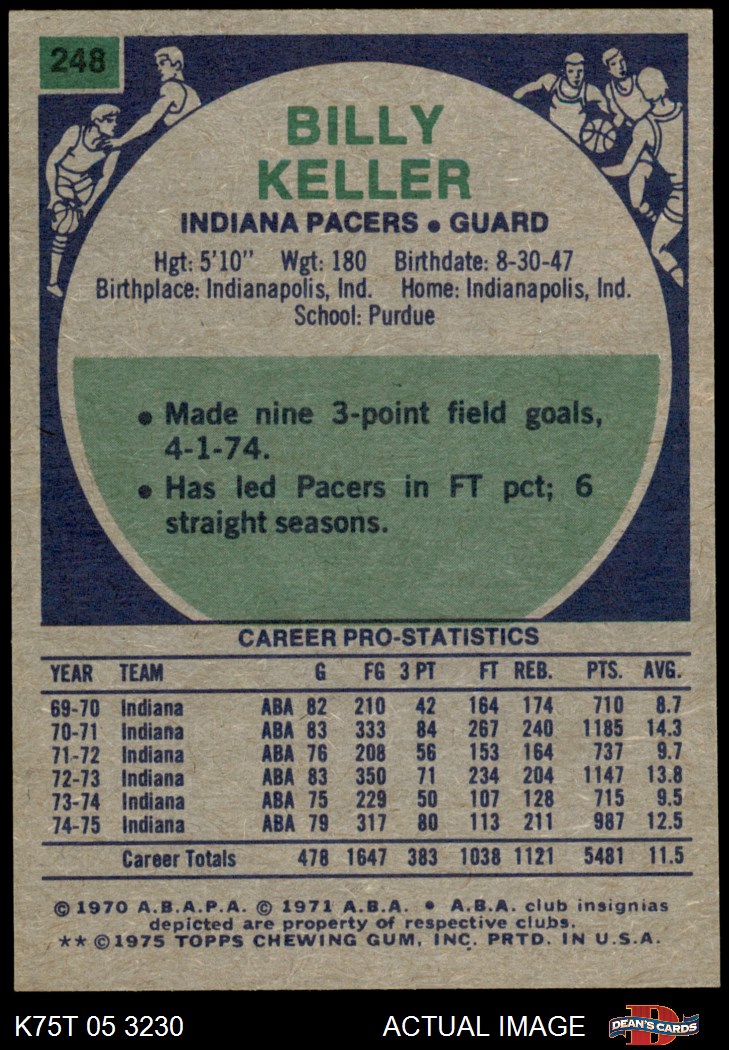 248
BILLY
KELLER
INDIANA PACERS • GUARD
Hgt: 5'10" Wgt: 180 Birthdate: 8-30-47
Birthplace: Indianapolis, Ind. Home: Indianapolis, Ind.
School: Purdue
• Made nine 3-point field goals,
4-1-74.
• Has led Pacers in FT pct; 6
straight seasons.
CAREER PRO-STATISTICS
YEAR TEAM G FG 3 PT FT REB. PTS. AVG.
69-70 Indiana ABA 82 210 42 164 174 710 8.7
70-71 Indiana ABA 83 333 84 267 240 1185 14.3
71-72 Indiana ABA 76 208 56 153 164 737 9.7
72-73 Indiana ABA 83 350 71 234 204 1147 13.8
73-74 Indiana ABA 75 229 50 107 128 715 9.5
74-75 Indiana ABA 79 317 80 113 211 987 12.5
Career Totals 478 1647 383 1038 1121 5481 11.5
© 1970 A.B.A.P.A. © 1971 A.B.A. • A.B.A. club insignias
depicted are property of respective clubs.
** © 1975 TOPPS CHEWING GUM, INC. PRTD. IN U.S.A.
K75T 05 3230 ACTUAL IMAGE D DEAN'S CARDS